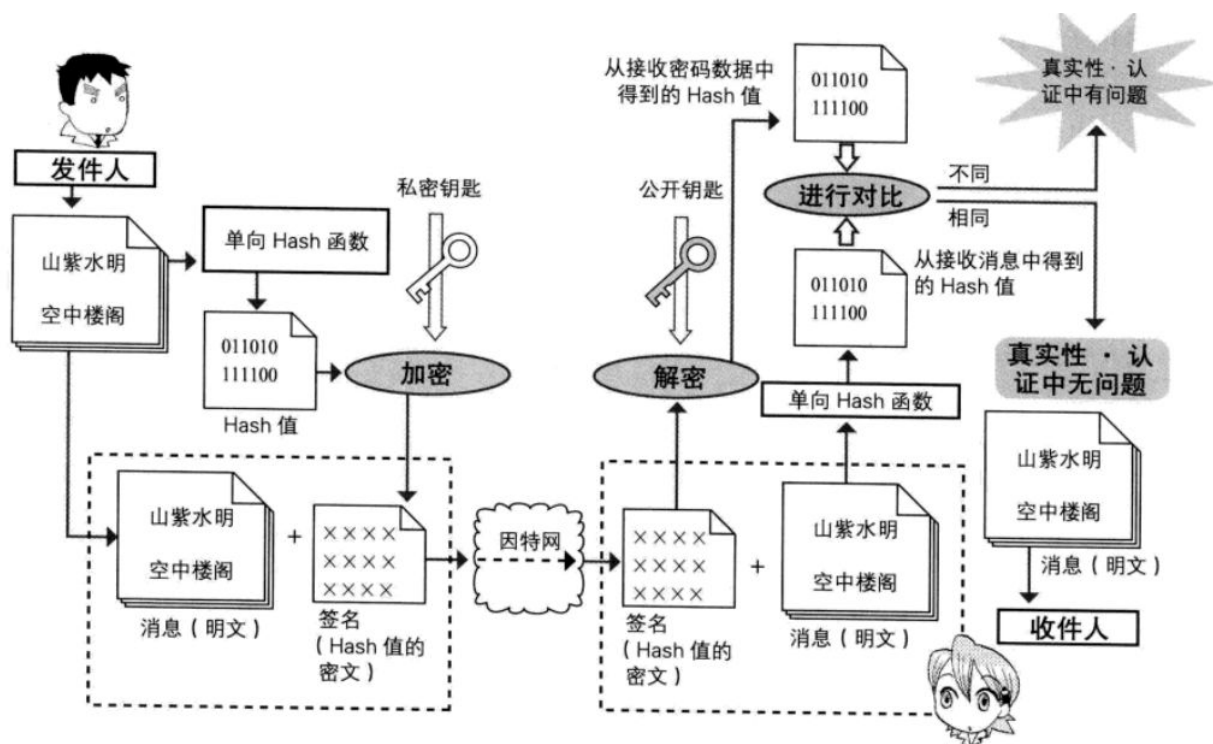 发件人
山紫水明
空中楼阁
单向 Hash 函数
011010
111100
Hash 值
私密钥匙
加密
山紫水明
空中楼阁
消息（明文）
+
××××
××××
××××
签名
（Hash 值的
密文）
因特网
公开钥匙
解密
××××
××××
××××
签名
（Hash 值的
密文）
+
山紫水明
空中楼阁
消息（明文）
单向 Hash 函数
011010
111100
从接收消息中得到
的 Hash 值
从接收密码数据中
得到的 Hash 值
011010
111100
进行对比
不同
相同
真实性·认
证中有问题
真实性·认
证中无问题
山紫水明
空中楼阁
消息（明文）
收件人